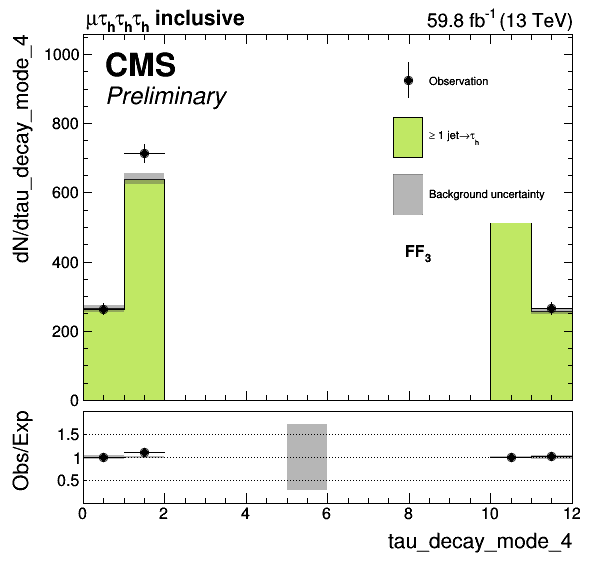 μτhτhτh inclusive
59.8 fb-1 (13 TeV)
dN/dtau_decay_mode_4
1000
800
600
400
200
0
CMS
Preliminary
Observation
≥ 1 jet→τh
Background uncertainty
FF3
Obs/Exp
1.5
1
0.5
0 2 4 6 8 10 12
tau_decay_mode_4